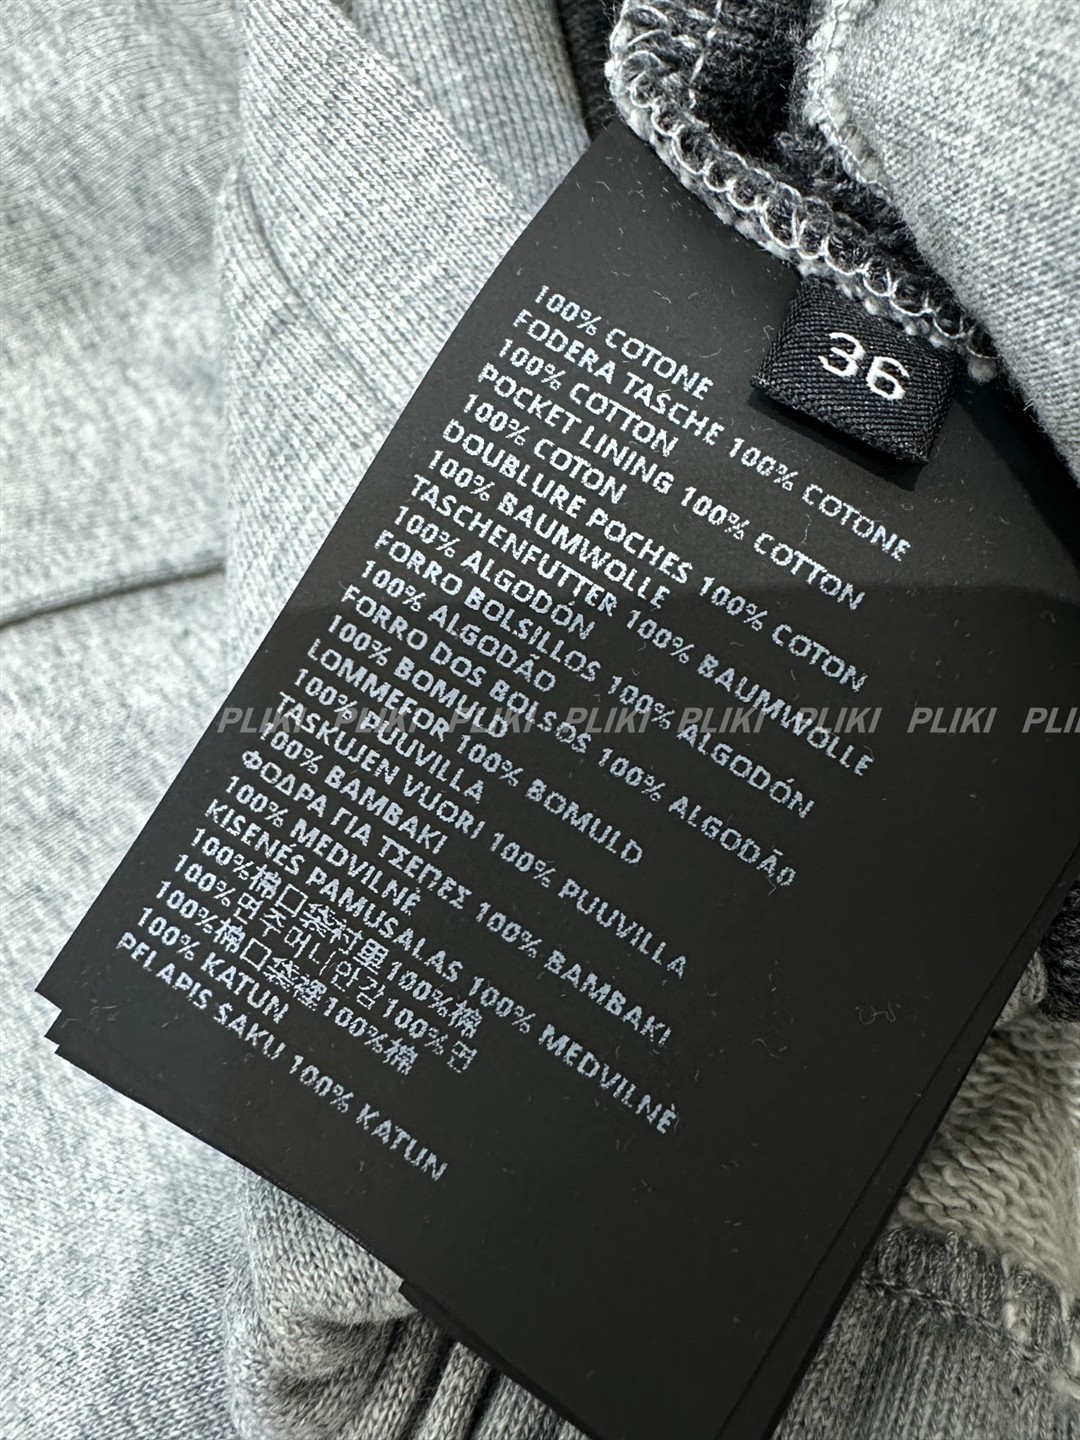 36
100% COTONE
FODERA TASCHE 100% COTONE
100% COTTON
POCKET LINING 100% COTTON
100% COTON
DOUBLURE POCHES 100% COTON
100% BAUMWOLLE
TASCHENFUTTER 100% BAUMWOLLE
100% ALGODÓN
FORRO BOLSILLOS 100% ALGODÓN
100% ALGODÃO
FORRO DOS BOLSOS 100% ALGODÃO
100% BOMULD
LOMMEFOR 100% BOMULD
100% PUUVILLA
TASKUJEN VUORI 100% PUUVILLA
100% ΒΑΜΒΑΚΙ
ΦΟΔΡΑ ΓΙΑ ΤΣΕΠΕΣ 100% ΒΑΜΒΑΚΙ
100% MEDVILNĖ
KIŠENĖS PAMUŠALAS 100% MEDVILNĖ
100%棉口袋衬里100%棉
100%면주머니안감100%면
100%棉口袋裡100%棉
100% KATUN
PELAPIS SAKU 100% KATUN
PLIKI PLIKI PLIKI PLIKI PLIKI PLIKI PLIKI PLIKI